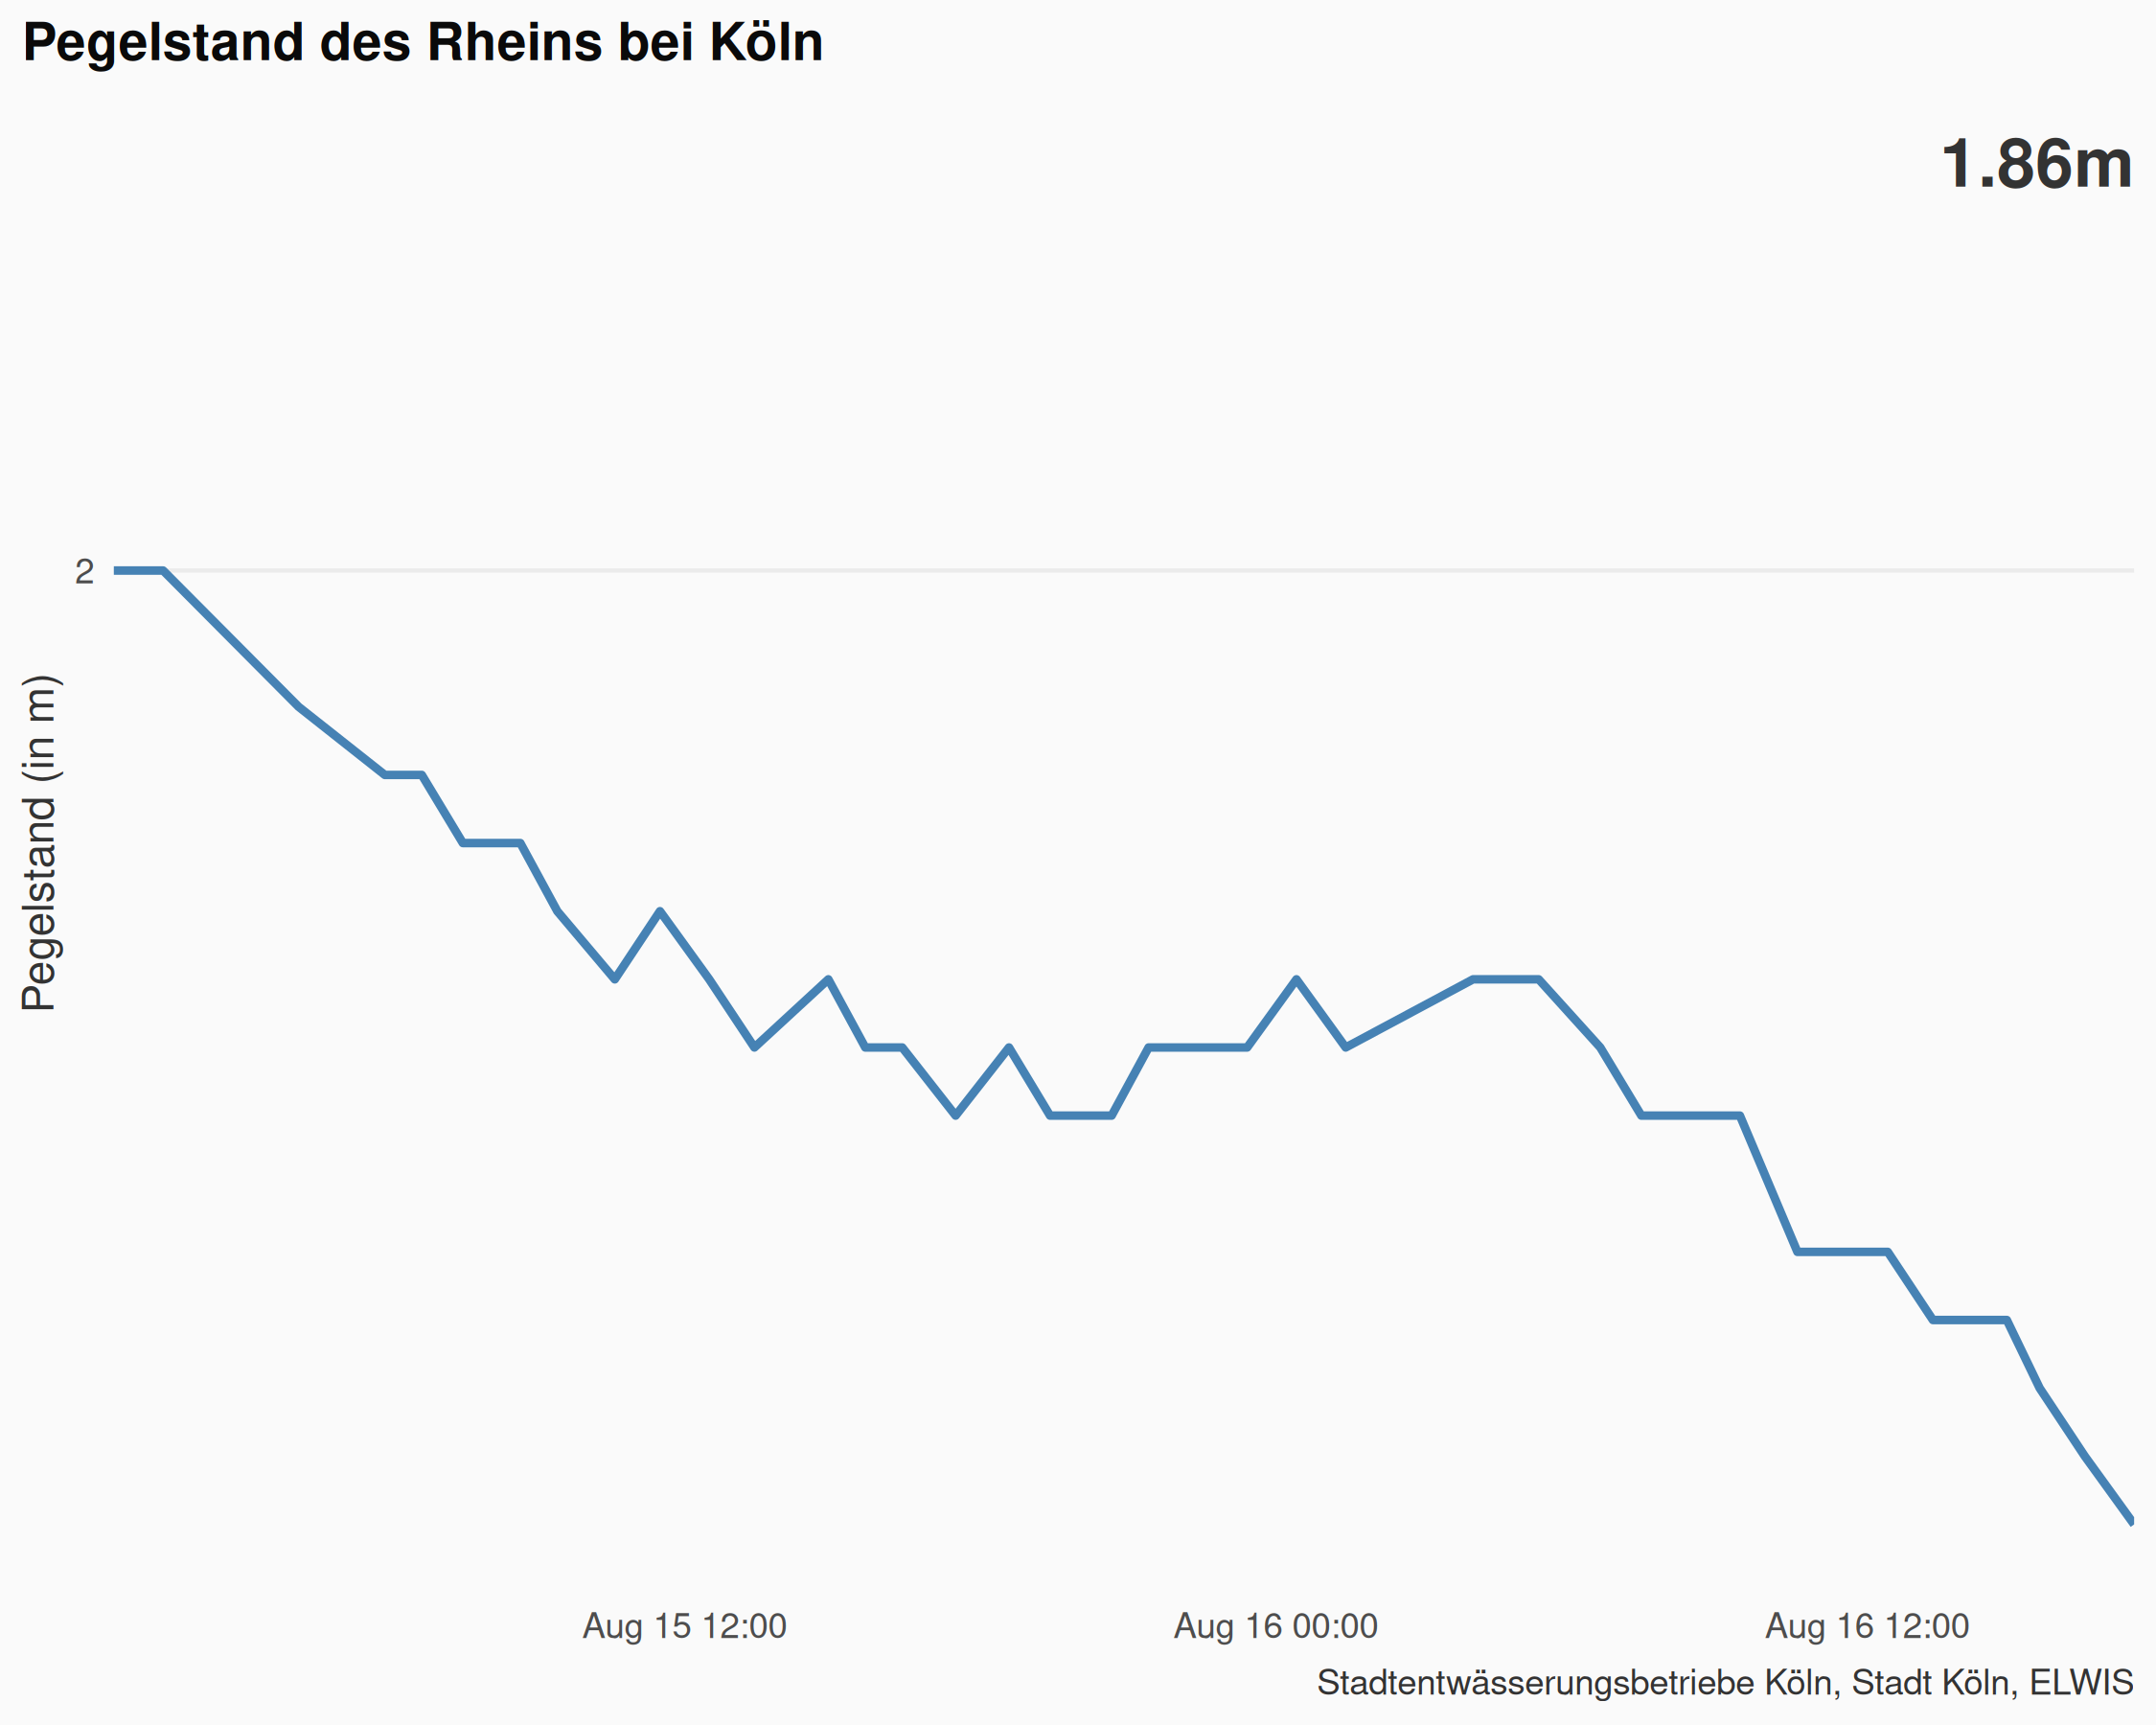 Pegelstand des Rheins bei Köln
1.86m
2
Pegelstand (in m)
Aug 15 12:00 Aug 16 00:00 Aug 16 12:00
Stadtentwässerungsbetriebe Köln, Stadt Köln, ELWIS